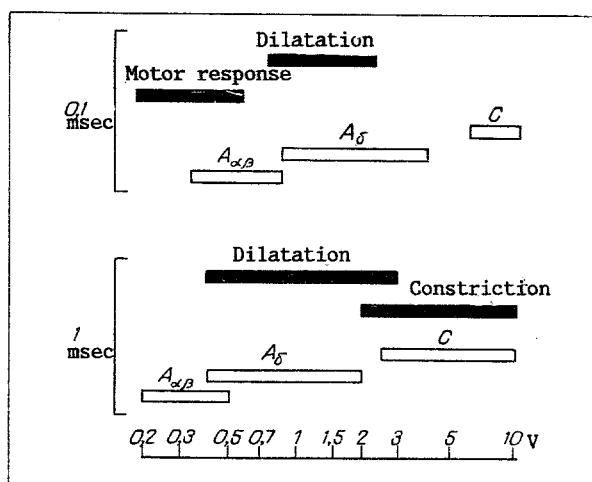 Dilatation
Motor response
0,1
msec
C
Aδ
Aαβ
Dilatation
Constriction
1
msec
C
Aδ
Aαβ
0,2 0,3 0,5 0,7 1 1,5 2 3 5 10 V